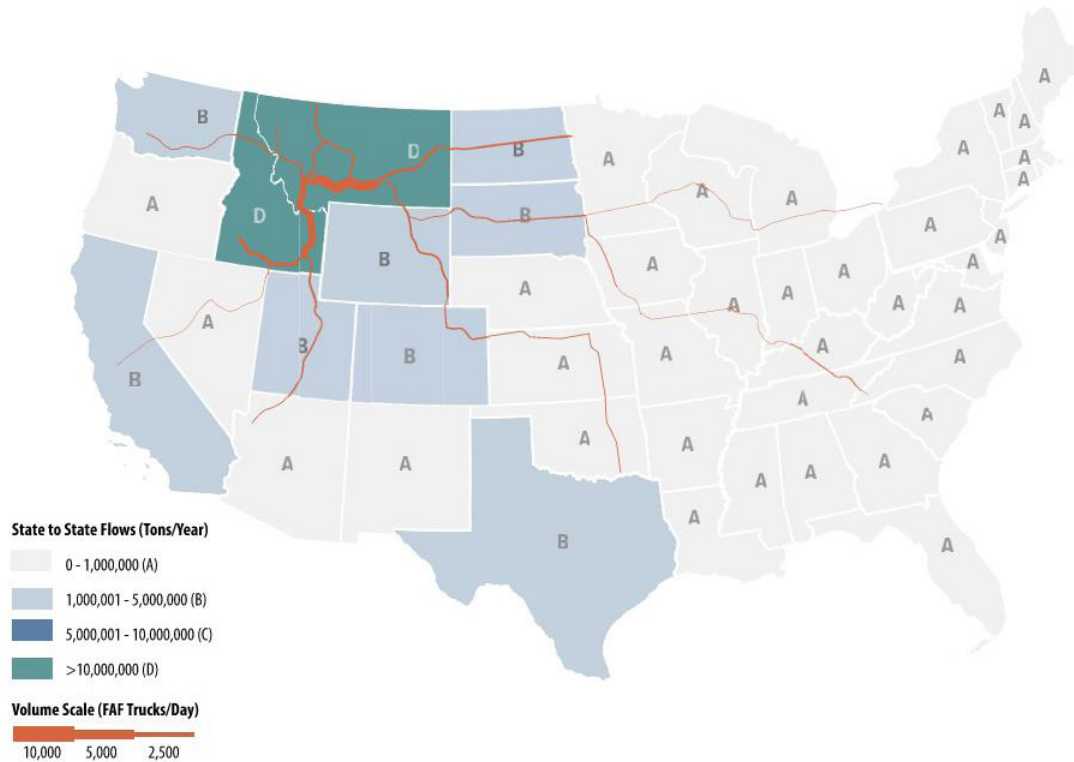 A
A
A
B
A
D
B
A
A
A
A
A
A
D
B
A
A
B
A
A
A
A
A
A
A
A
A
B
B
A
A
A
A
B
A
A
A
A
A
A
A
A
A
A
B
A
State to State Flows (Tons/Year)
0 - 1,000,000 (A)
1,000,001 - 5,000,000 (B)
5,000,001 - 10,000,000 (C)
>10,000,000 (D)
Volume Scale (FAF Trucks/Day)
10,000 5,000 2,500